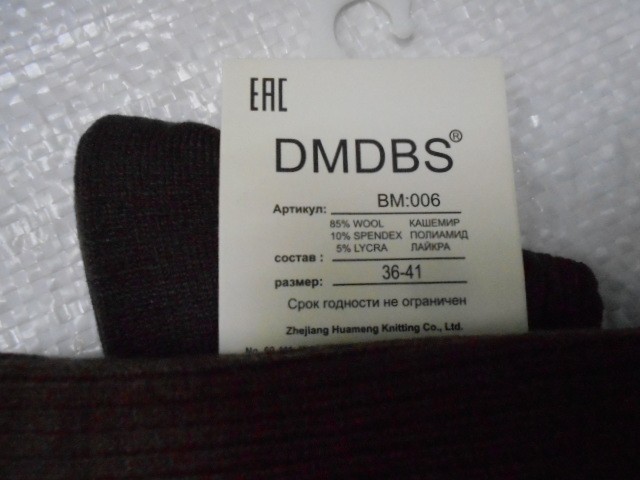 EAC
DMDBS®
Артикул: BM:006
85% WOOL КАШЕМИР
10% SPENDEX ПОЛИАМИД
5% LYCRA ЛАЙКРА
состав :
размер: 36-41
Срок годности не ограничен
Zhejiang Huameng Knitting Co., Ltd.